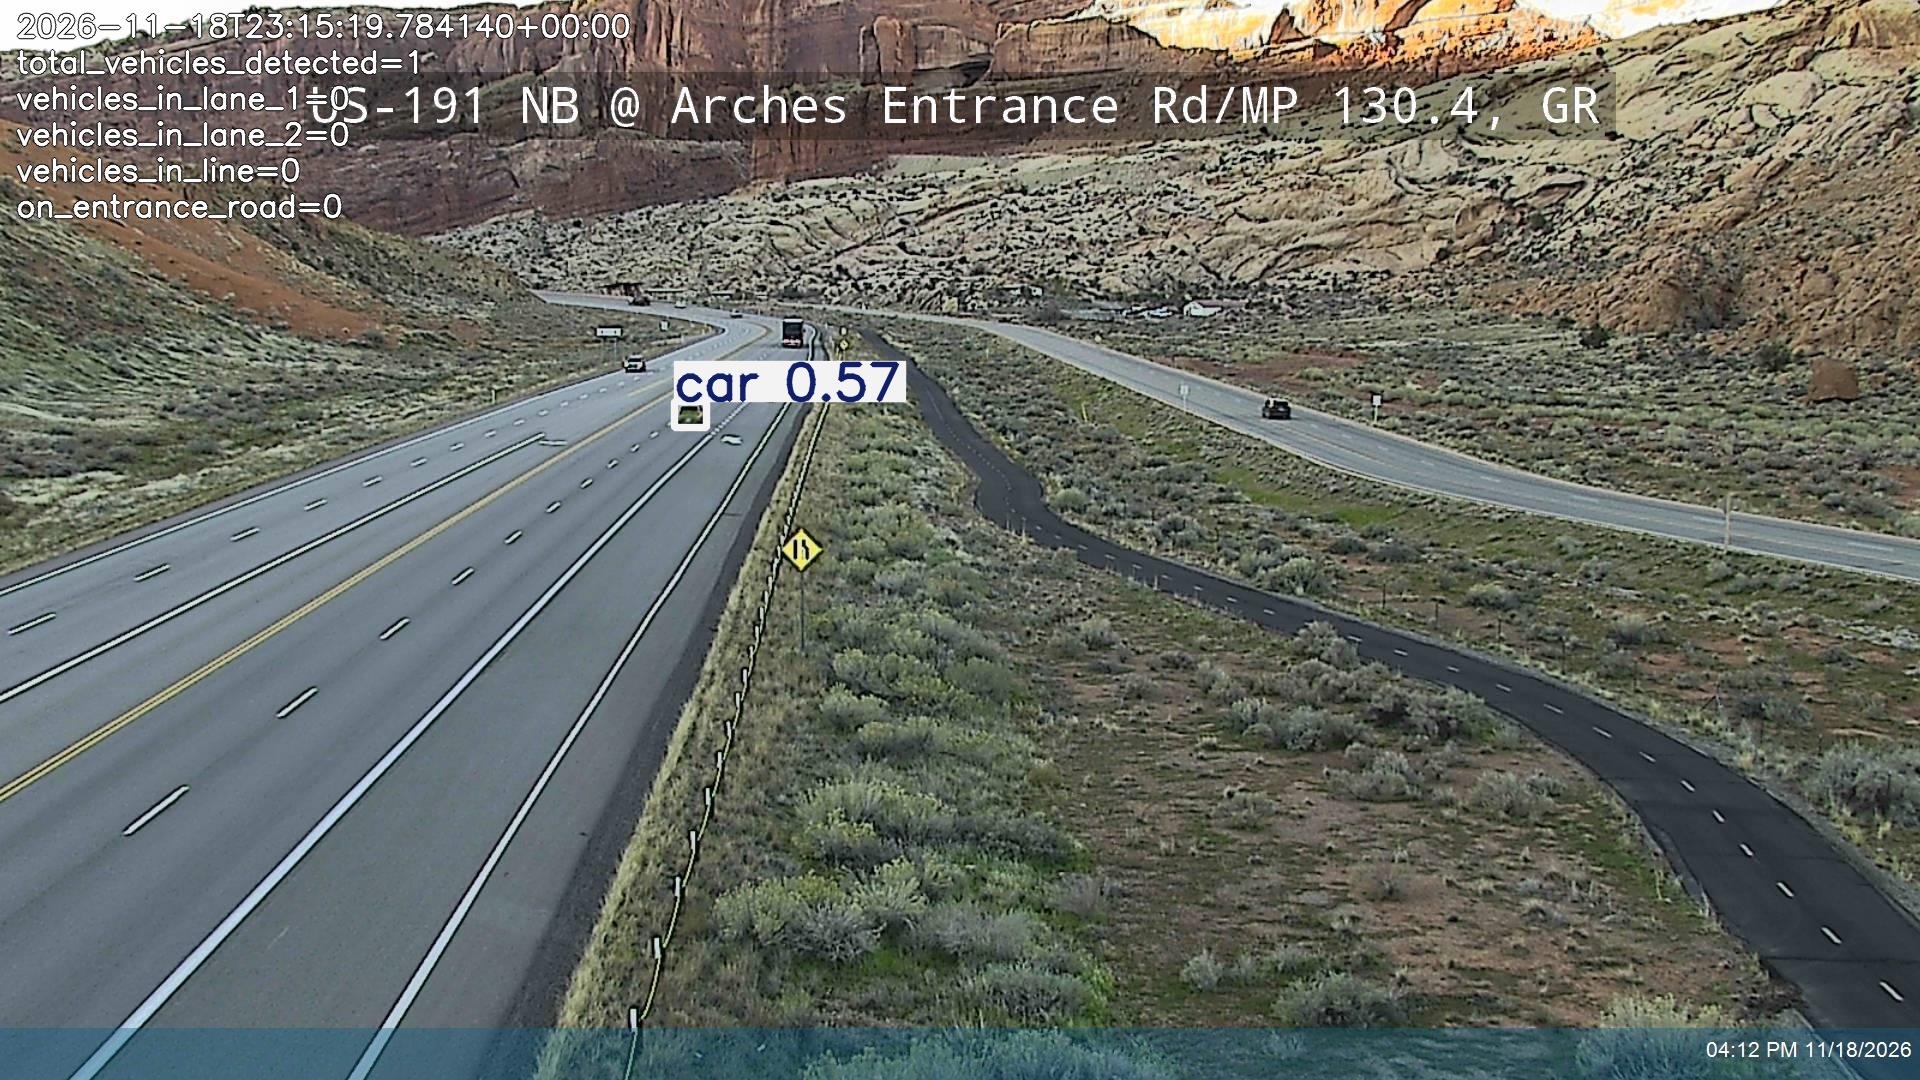 2026-11-18T23:15:19.784140+00:00
total_vehicles_detected=1
vehicles_in_lane_1=0
US-191 NB @ Arches Entrance Rd/MP 130.4, GR
vehicles_in_lane_2=0
vehicles_in_line=0
on_entrance_road=0
car 0.57
04:12 PM 11/18/2026